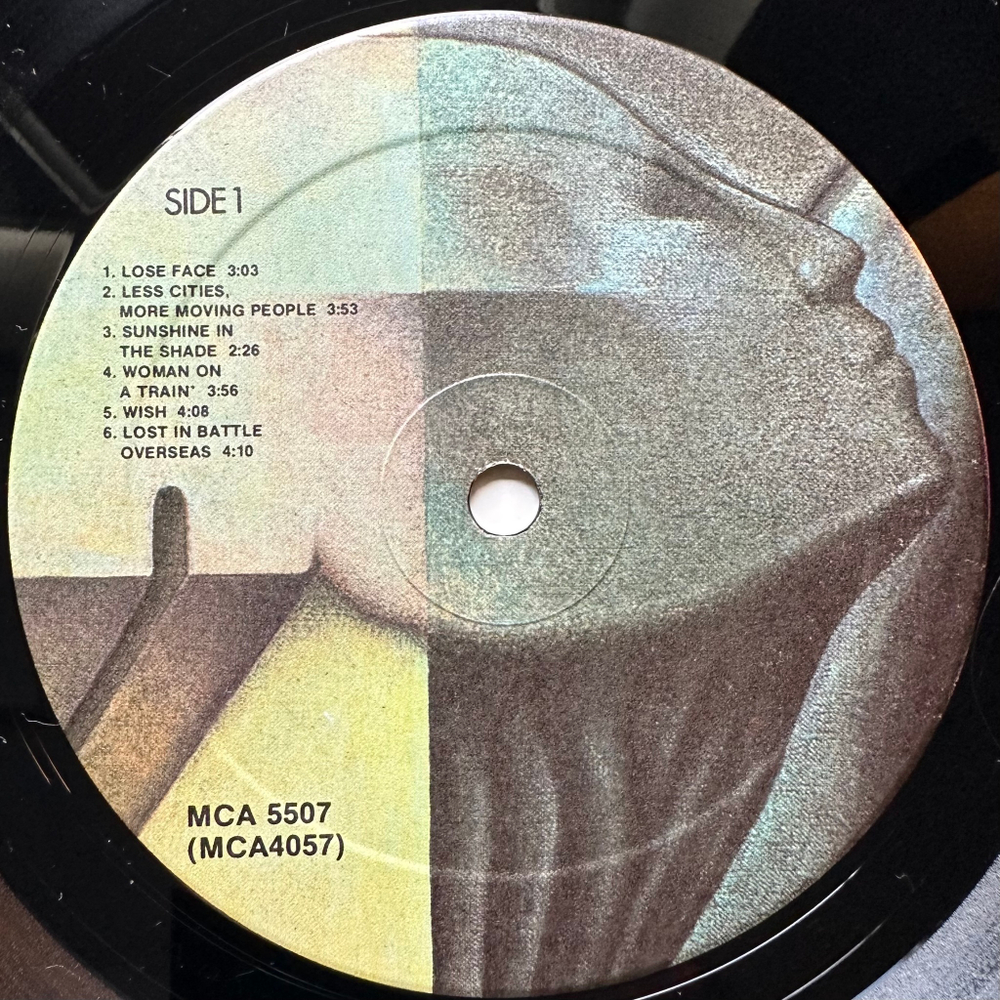 SIDE 1
1. LOSE FACE 3:03
2. LESS CITIES,
MORE MOVING PEOPLE 3:53
3. SUNSHINE IN
THE SHADE 2:26
4. WOMAN ON
A TRAIN* 3:56
5. WISH 4:08
6. LOST IN BATTLE
OVERSEAS 4:10
MCA 5507
(MCA4057)